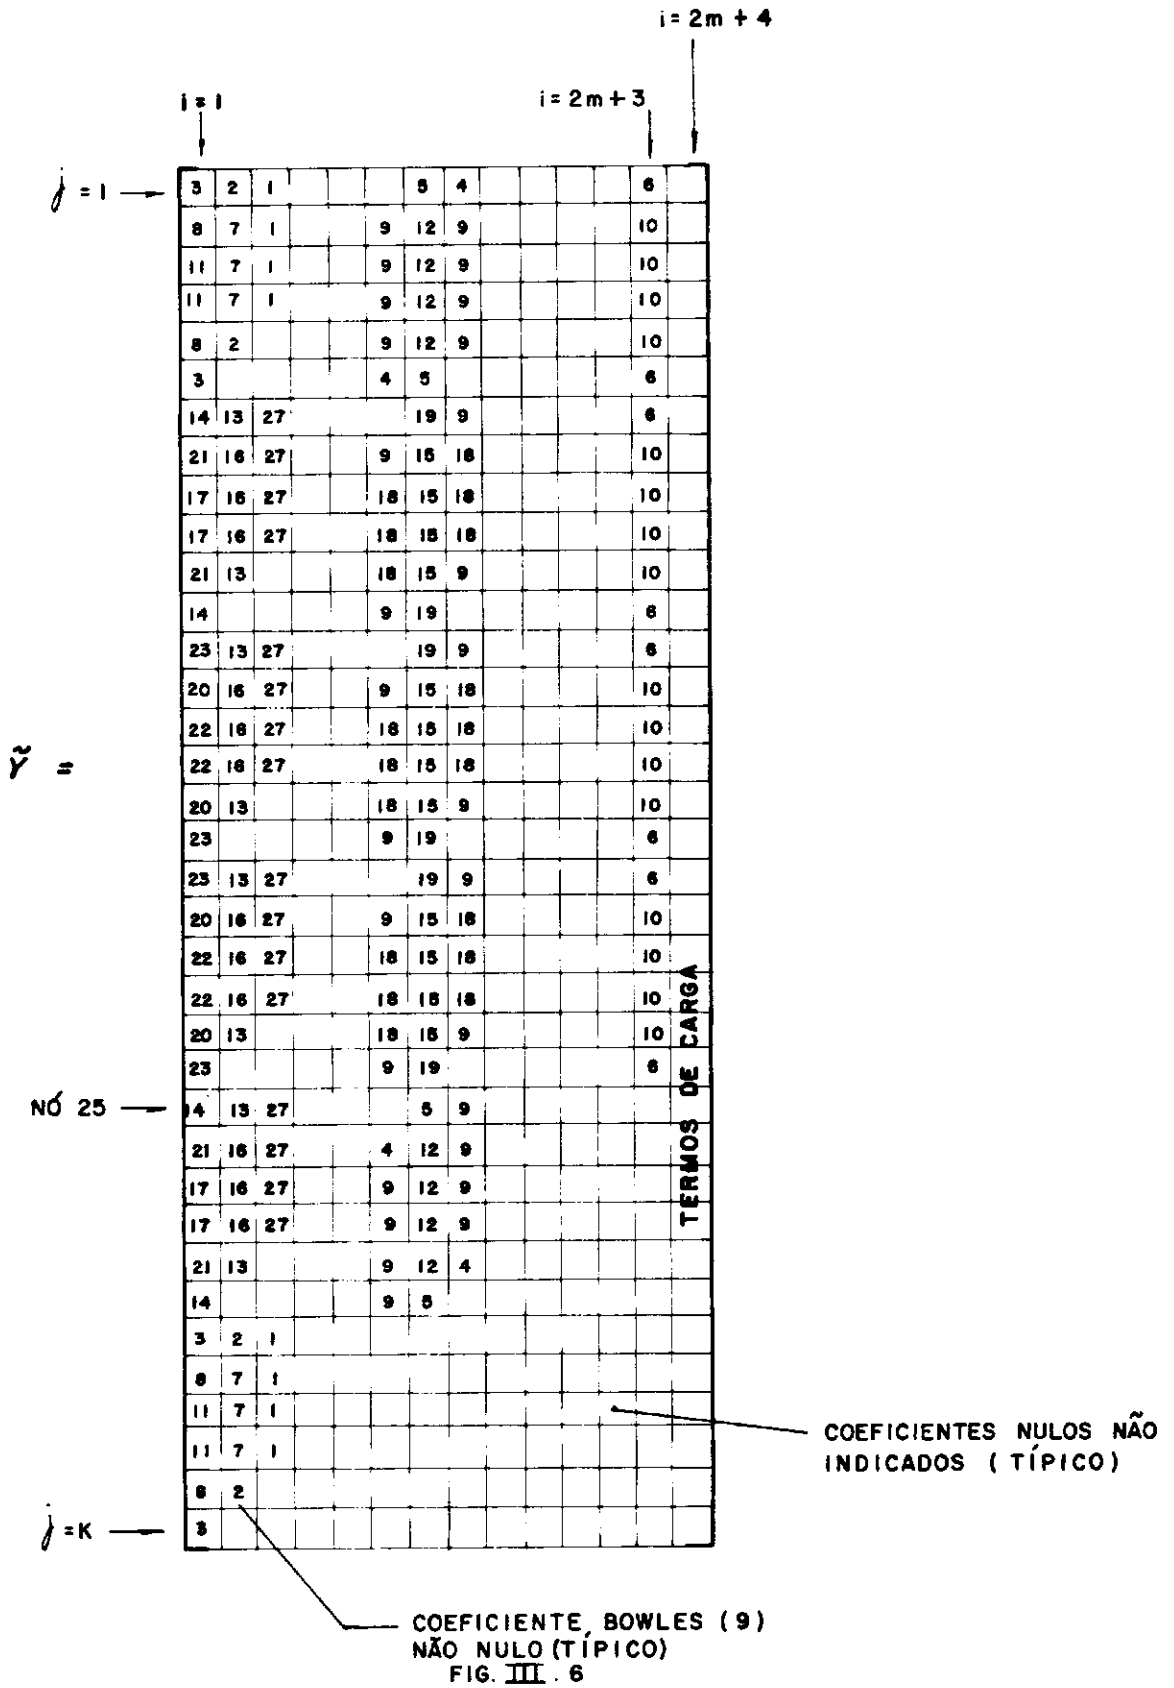 i = 2m + 4
i = 1
i = 2m + 3
j = 1
3 2 1 5 4 6
8 7 1 9 12 9 10
11 7 1 9 12 9 10
11 7 1 9 12 9 10
8 2 9 12 9 10
3 4 5 6
14 13 27 19 9 6
21 16 27 9 15 18 10
17 16 27 18 15 18 10
17 16 27 18 15 18 10
21 13 18 15 9 10
14 9 19 6
23 13 27 19 9 6
20 16 27 9 15 18 10
22 16 27 18 15 18 10
Ỹ =
22 16 27 18 15 18 10
20 13 18 15 9 10
23 9 19 6
23 13 27 19 9 6
20 16 27 9 15 18 10
22 16 27 18 15 18 10
22 16 27 18 15 18 10
20 13 18 15 9 10
23 9 19 6
TERMOS DE CARGA
NÓ 25
14 13 27 5 9
21 16 27 4 12 9
17 16 27 9 12 9
17 16 27 9 12 9
21 13 9 12 4
14 9 5
3 2 1
8 7 1
11 7 1
11 7 1
8 2
j = K
3
COEFICIENTES NULOS NÃO
INDICADOS ( TÍPICO)
COEFICIENTE BOWLES (9)
NÃO NULO (TÍPICO)
FIG. III . 6